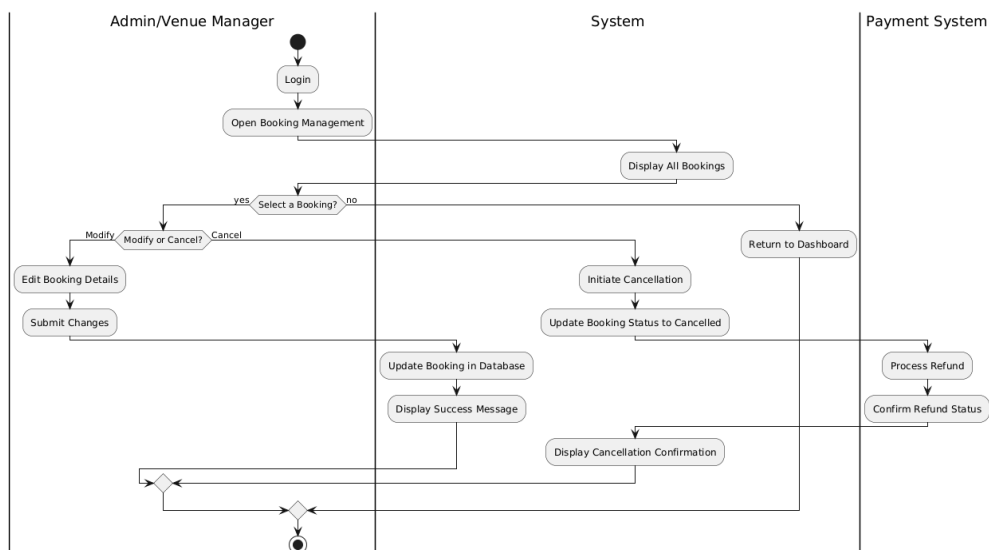 Admin/Venue Manager
System
Payment System
Login
Open Booking Management
Display All Bookings
yes
Select a Booking?
no
Modify
Modify or Cancel?
Cancel
Return to Dashboard
Edit Booking Details
Initiate Cancellation
Submit Changes
Update Booking Status to Cancelled
Update Booking in Database
Process Refund
Display Success Message
Confirm Refund Status
Display Cancellation Confirmation